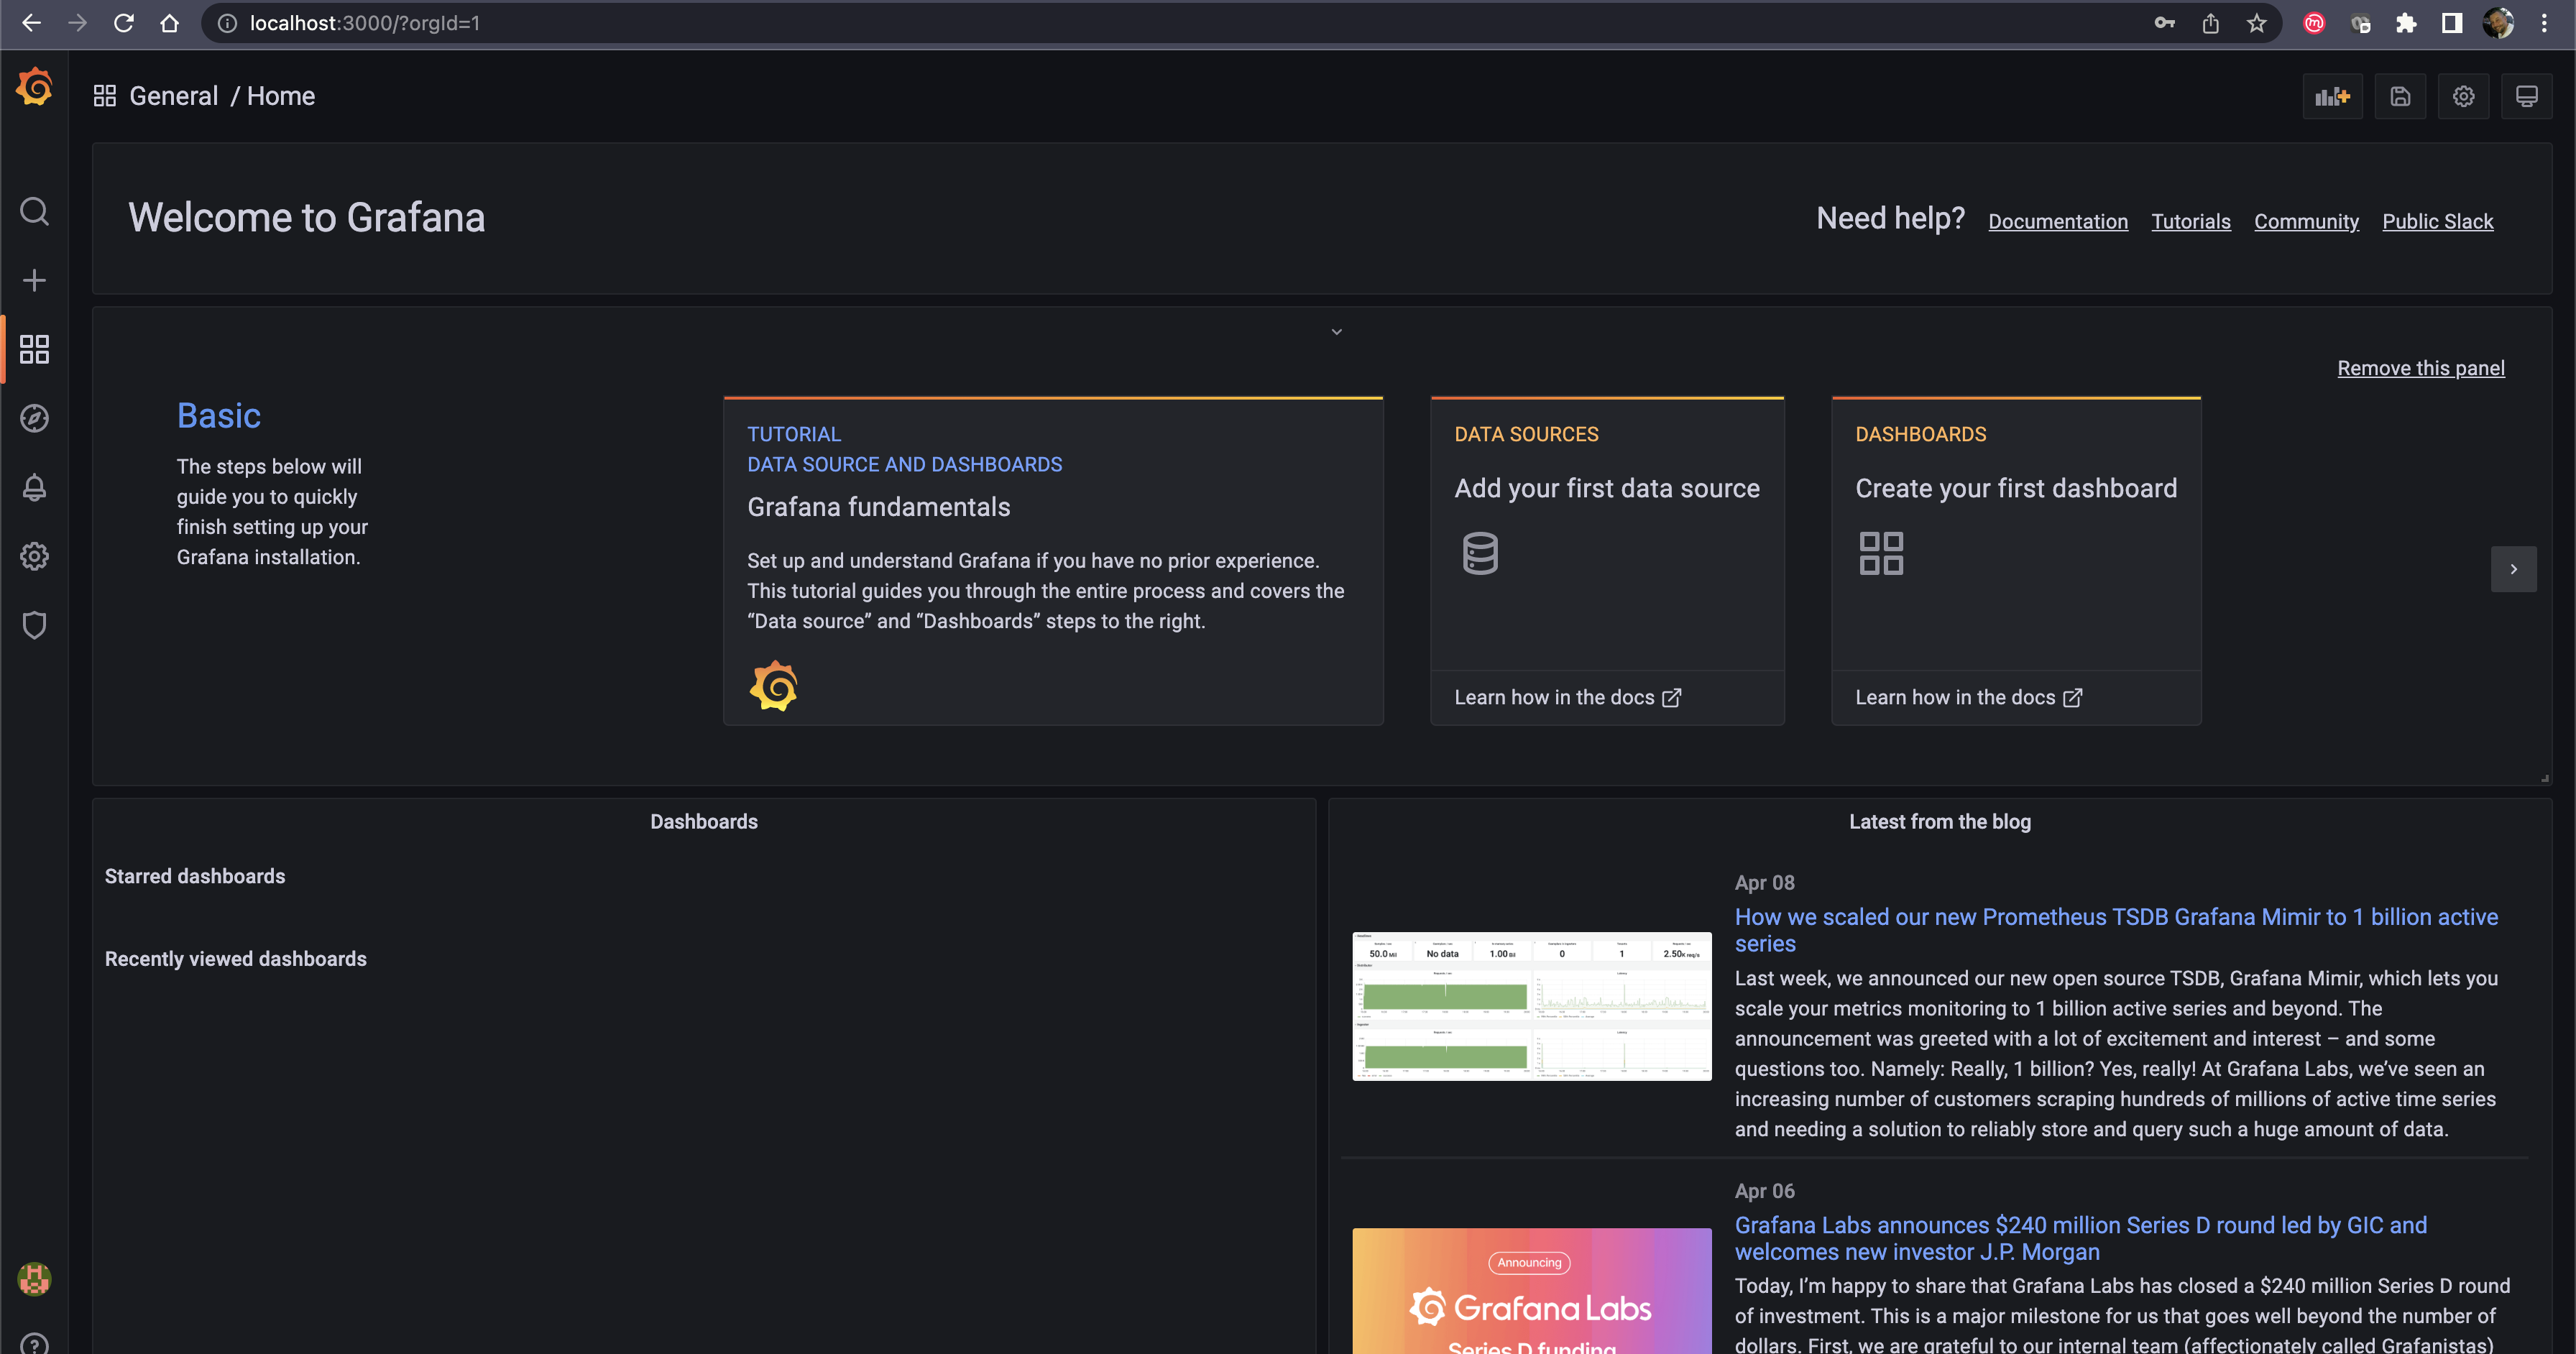 localhost:3000/?orgId=1
General / Home
Welcome to Grafana
Need help? Documentation Tutorials Community Public Slack
Remove this panel
Basic
The steps below will
guide you to quickly
finish setting up your
Grafana installation.
TUTORIAL
DATA SOURCE AND DASHBOARDS
Grafana fundamentals
Set up and understand Grafana if you have no prior experience.
This tutorial guides you through the entire process and covers the
“Data source” and “Dashboards” steps to the right.
DATA SOURCES
Add your first data source
Learn how in the docs
DASHBOARDS
Create your first dashboard
Learn how in the docs
Dashboards
Starred dashboards
Recently viewed dashboards
Latest from the blog
50.0 Mil No data 1.00 Bil 0 1 2.50K req/s
Apr 08
How we scaled our new Prometheus TSDB Grafana Mimir to 1 billion active
series
Last week, we announced our new open source TSDB, Grafana Mimir, which lets you
scale your metrics monitoring to 1 billion active series and beyond. The
announcement was greeted with a lot of excitement and interest – and some
questions too. Namely: Really, 1 billion? Yes, really! At Grafana Labs, we’ve seen an
increasing number of customers scraping hundreds of millions of active time series
and needing a solution to reliably store and query such a huge amount of data.
Announcing
Grafana Labs
Series D funding
Apr 06
Grafana Labs announces $240 million Series D round led by GIC and
welcomes new investor J.P. Morgan
Today, I’m happy to share that Grafana Labs has closed a $240 million Series D round
of investment. This is a major milestone for us that goes well beyond the number of
dollars. First, we are grateful to our internal team (affectionately called Grafanistas)